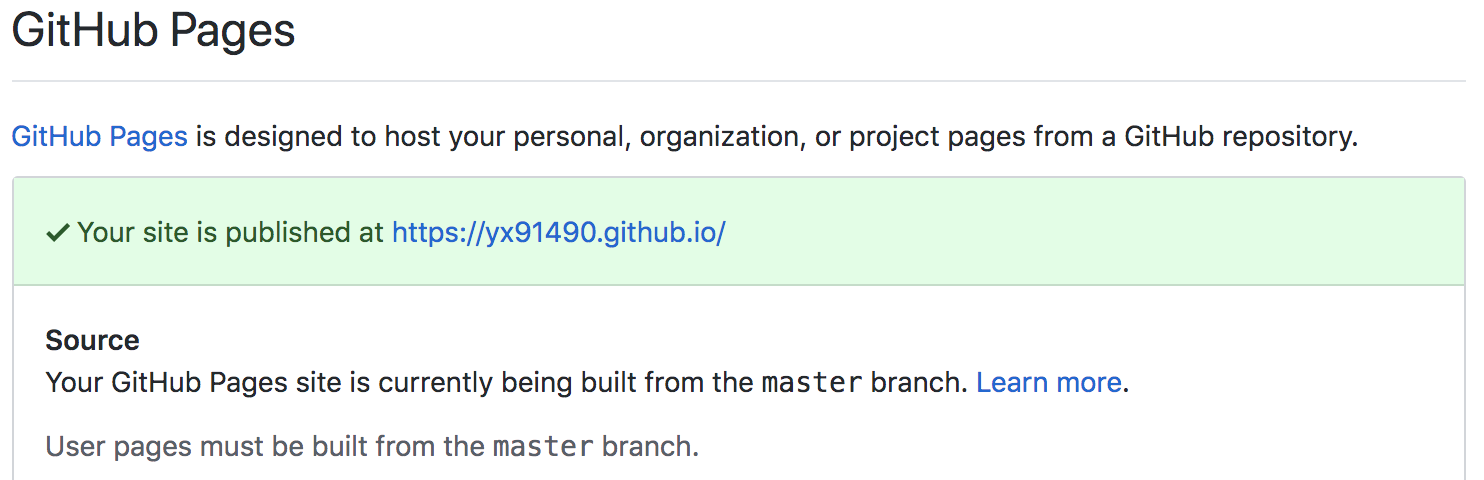 GitHub Pages
GitHub Pages is designed to host your personal, organization, or project pages from a GitHub repository.
Your site is published at https://yx91490.github.io/
Source
Your GitHub Pages site is currently being built from the master branch. Learn more.
User pages must be built from the master branch.